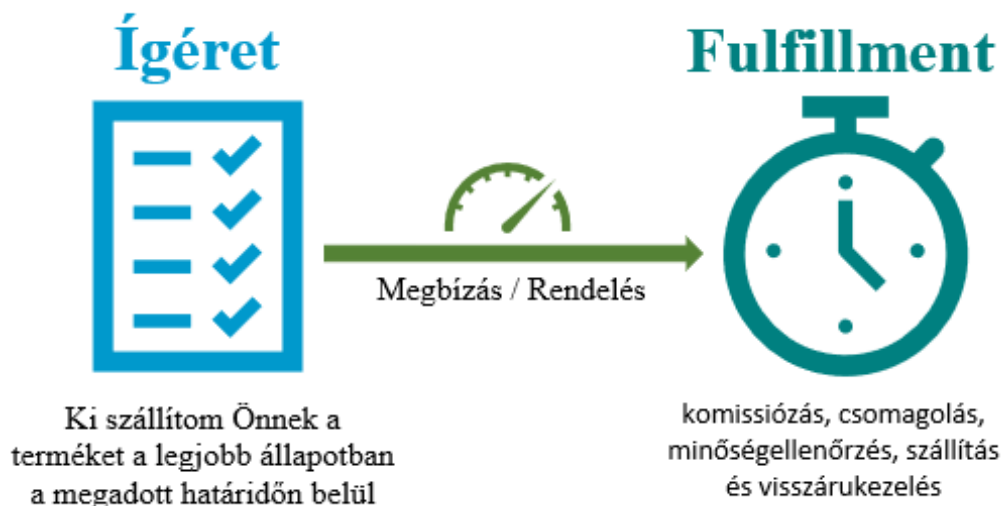 Ígéret
Fulfillment
Megbízás / Rendelés
Ki szállítom Önnek a
terméket a legjobb állapotban
a megadott határidőn belül
komissiózás, csomagolás,
minőségellenőrzés, szállítás
és visszárukezelés